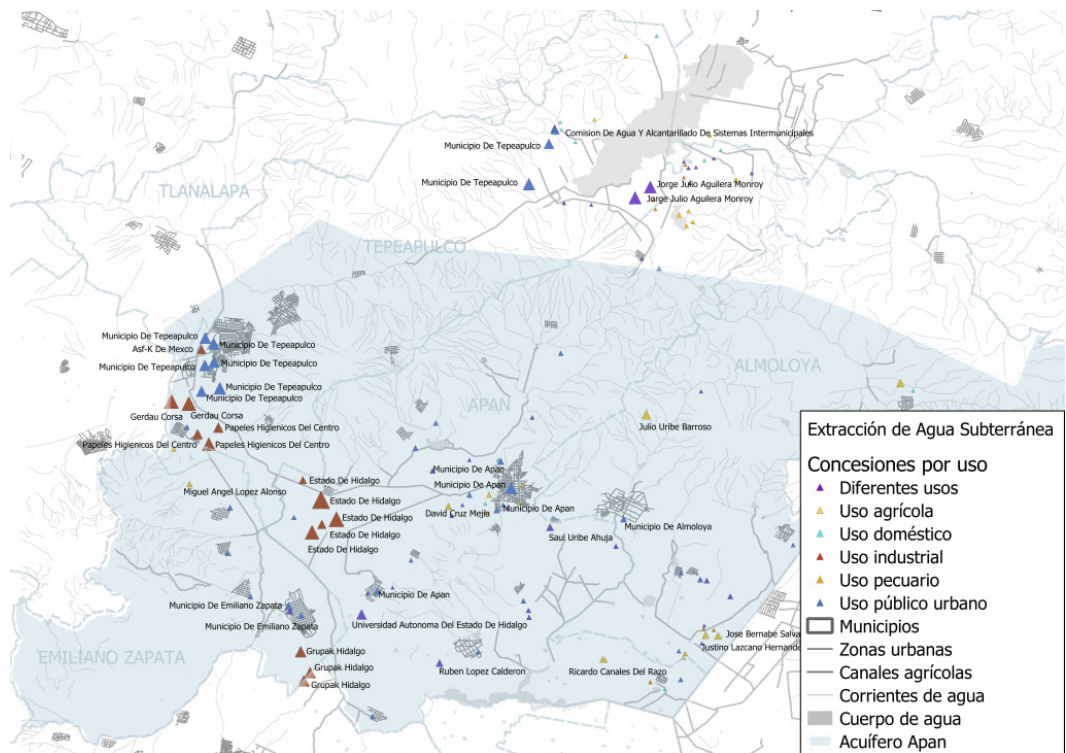 Comision De Agua Y Alcantarillado De Sistemas Intermunicipales
Municipio De Tepeapulco
Municipio De Tepeapulco
Jorge Julio Aguilera Monroy
Jorge Julio Aguilera Monroy
TLANALAPA
TEPEAPULCO
Municipio De Tepeapulco
Municipio De Tepeapulco
Asf-K De Mexco
Municipio De Tepeapulco
Municipio De Tepeapulco
Municipio De Tepeapulco
Municipio De Tepeapulco
ALMOLOYA
APAN
Gerdau Corsa
Gerdau Corsa
Julio Uribe Barroso
Papeles Higienicos Del Centro
Papeles Higienicos Del Centro
Papeles Higienicos Del Centro
Municipio De Apan
Estado De Hidalgo
Municipio De Apan
Miguel Angel Lopez Alonso
Estado De Hidalgo
Municipio De Apan
David Cruz Mejia
Estado De Hidalgo
Municipio De Almoloya
Estado De Hidalgo
Saul Uribe Ahuja
Estado De Hidalgo
Municipio De Apan
Municipio De Emiliano Zapata
Municipio De Emiliano Zapata
Universidad Autonoma Del Estado De Hidalgo
Jose Bernabe Salva
Justino Lazcano Hernande
EMILIANO ZAPATA
Grupak Hidalgo
Grupak Hidalgo
Grupak Hidalgo
Ruben Lopez Calderon
Ricardo Canales Del Razo
Extracción de Agua Subterránea
Concesiones por uso
Diferentes usos
Uso agrícola
Uso doméstico
Uso industrial
Uso pecuario
Uso público urbano
Municipios
Zonas urbanas
Canales agrícolas
Corrientes de agua
Cuerpo de agua
Acuífero Apan